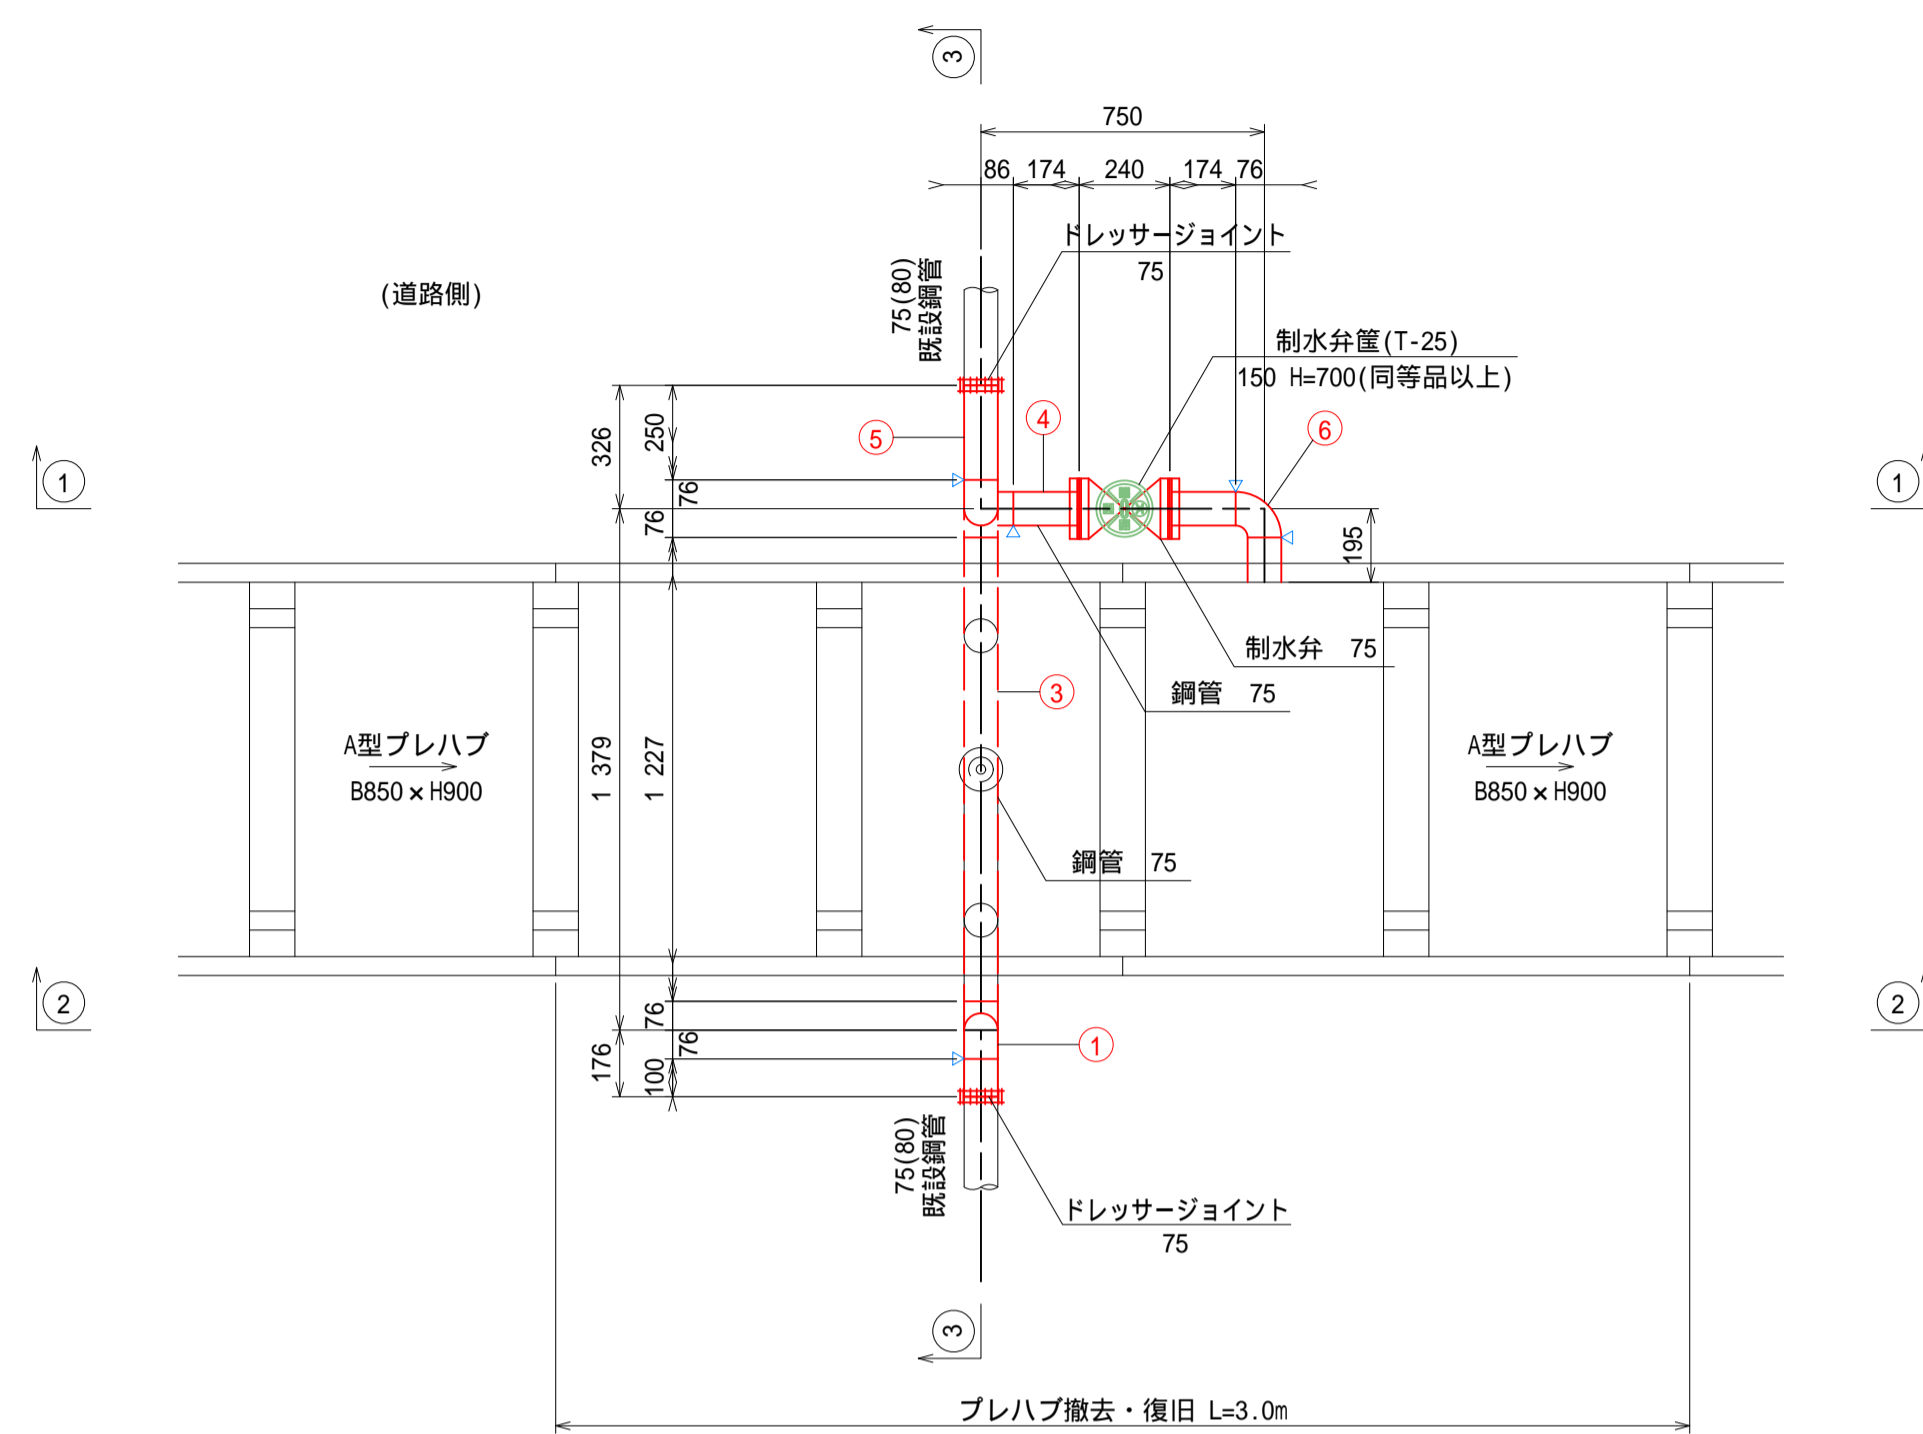 3
750
86 174 240 174 76
ドレッサージョイント
75
75(80)
既設鋼管
(道路側)
制水弁筐(T-25)
150 H=700(同等品以上)
4
5
6
326
250
76
76
1
1
195
制水弁 75
鋼管 75
3
A型プレハブ
B850×H900
A型プレハブ
B850×H900
1 379
1 227
鋼管 75
2
2
76
76
176
100
1
75(80)
既設鋼管
ドレッサージョイント
75
3
プレハブ撤去・復旧 L=3.0m